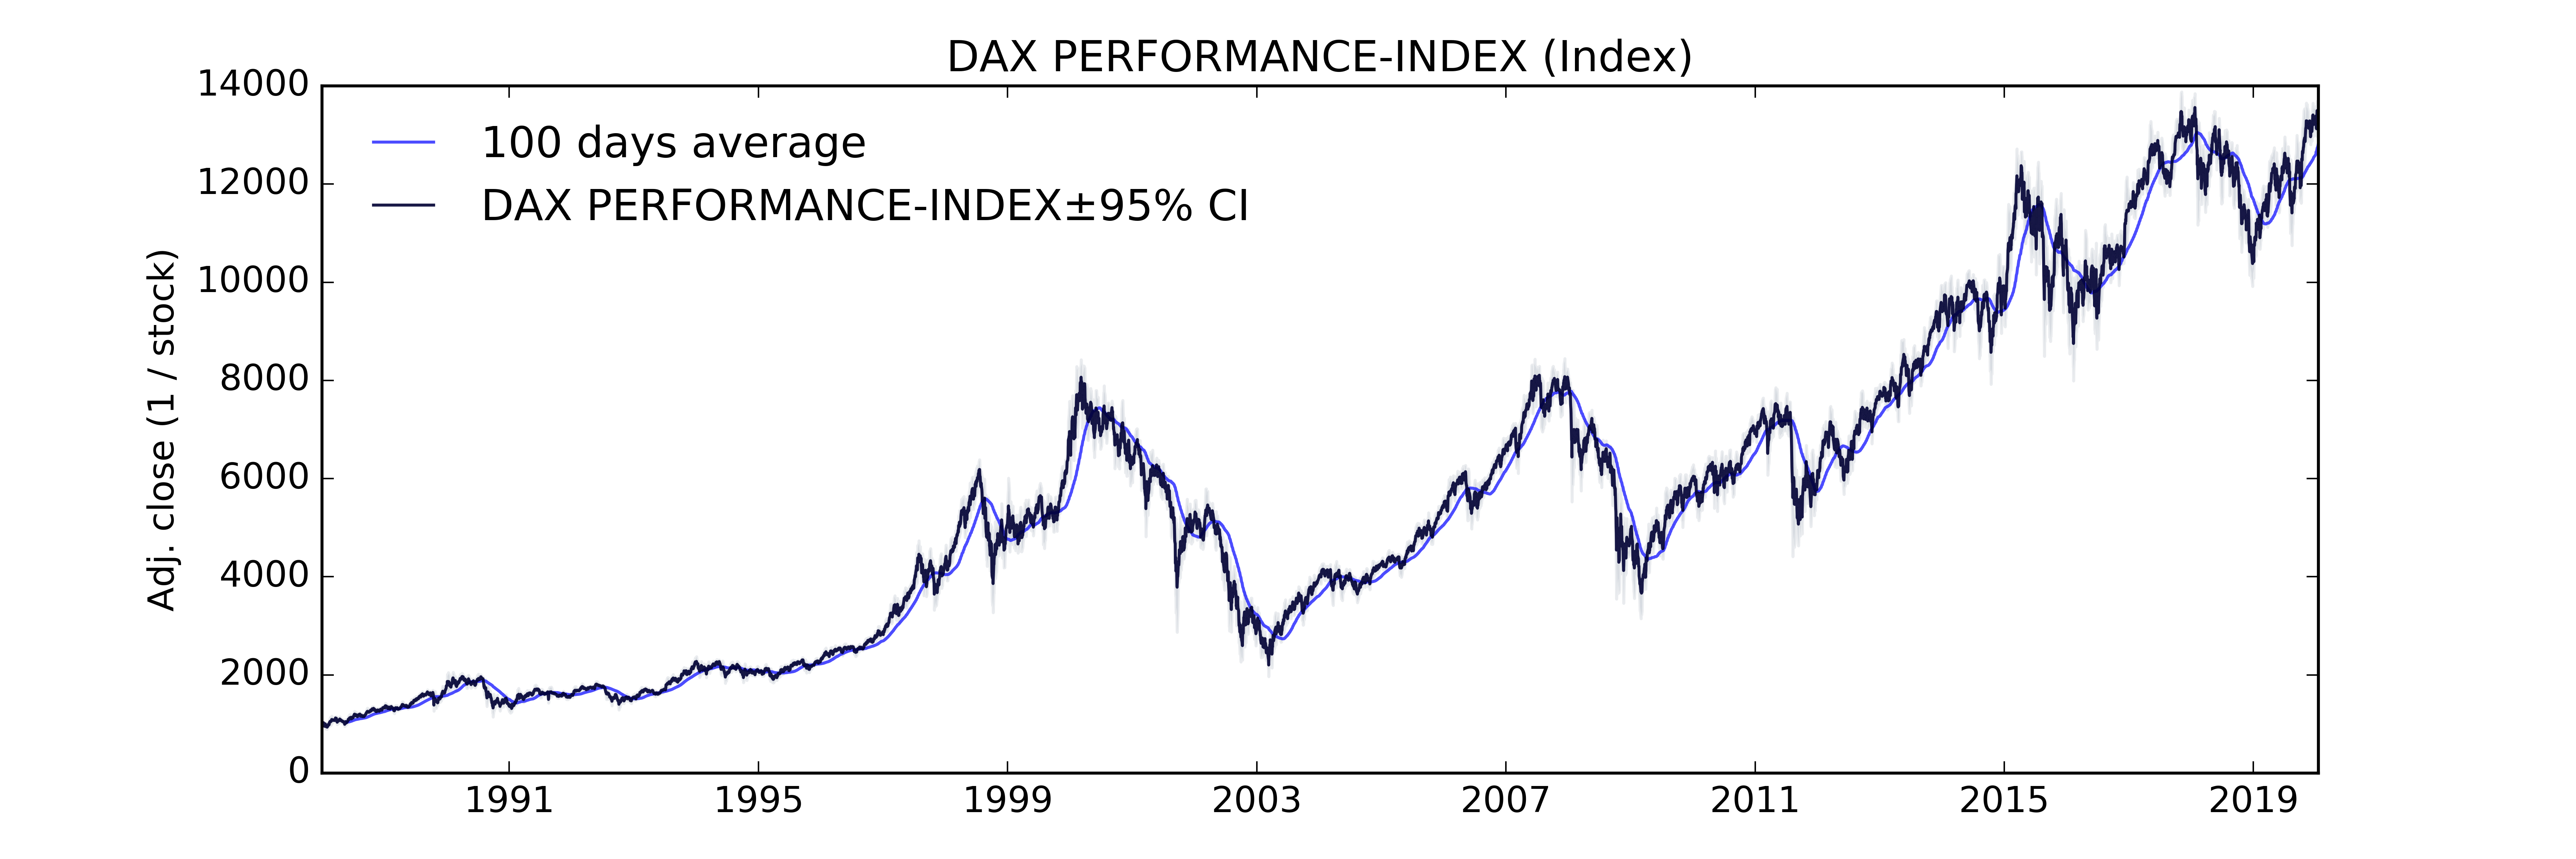 DAX PERFORMANCE-INDEX (Index)
14000
12000
10000
8000
6000
4000
2000
0
Adj. close (1 / stock)
100 days average
DAX PERFORMANCE-INDEX±95% CI
1991 1995 1999 2003 2007 2011 2015 2019